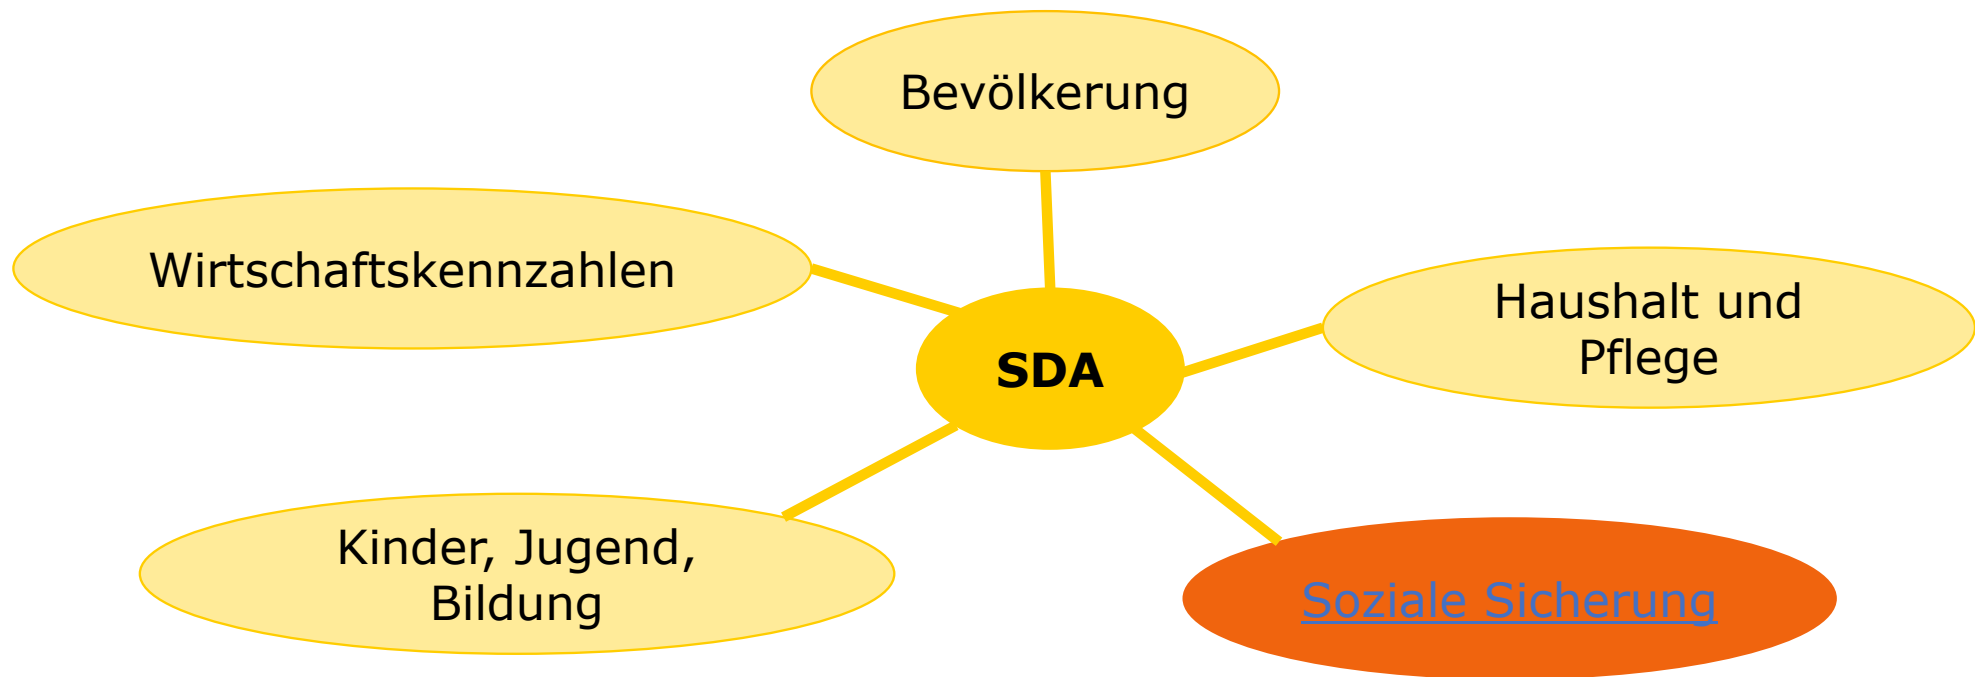 Bevölkerung
Wirtschaftskennzahlen
Haushalt und
Pflege
SDA
Kinder, Jugend,
Bildung
Soziale Sicherung